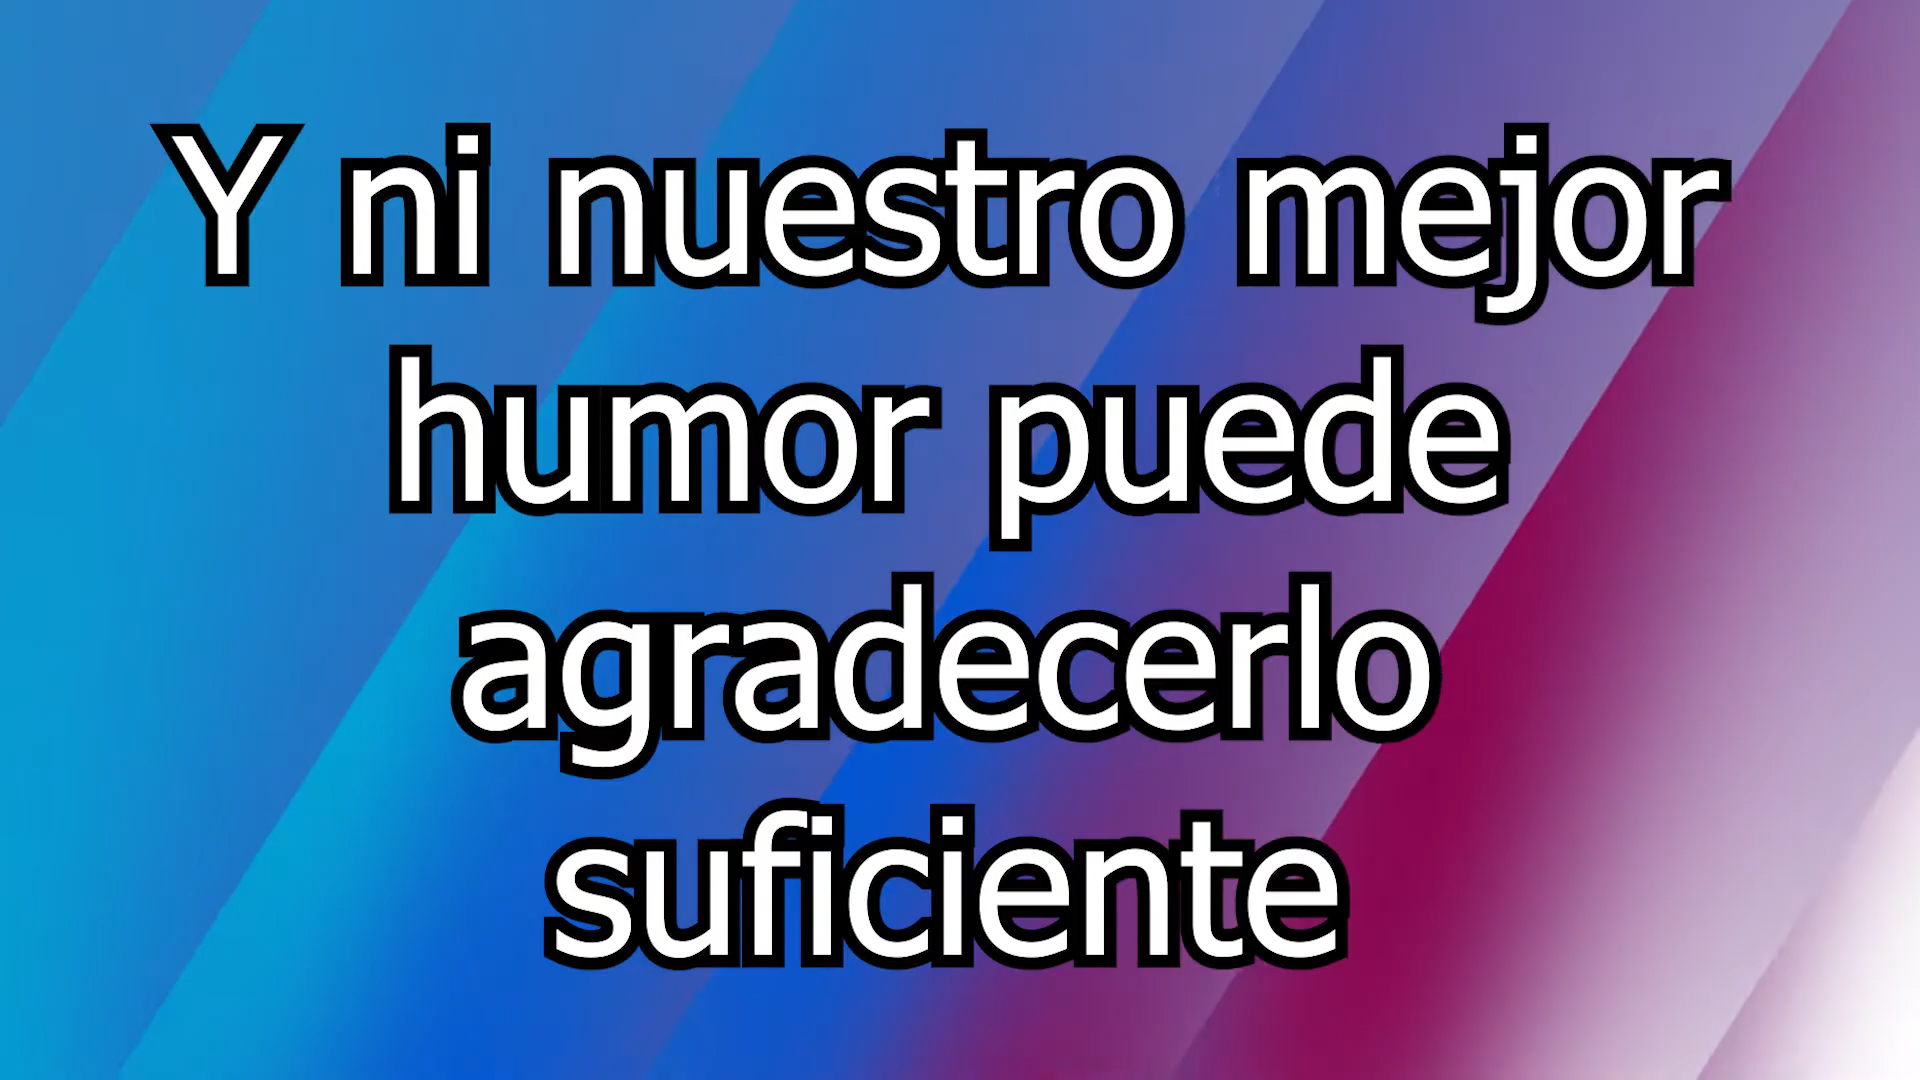 Y ni nuestro mejor
humor puede
agradecerlo
suficiente